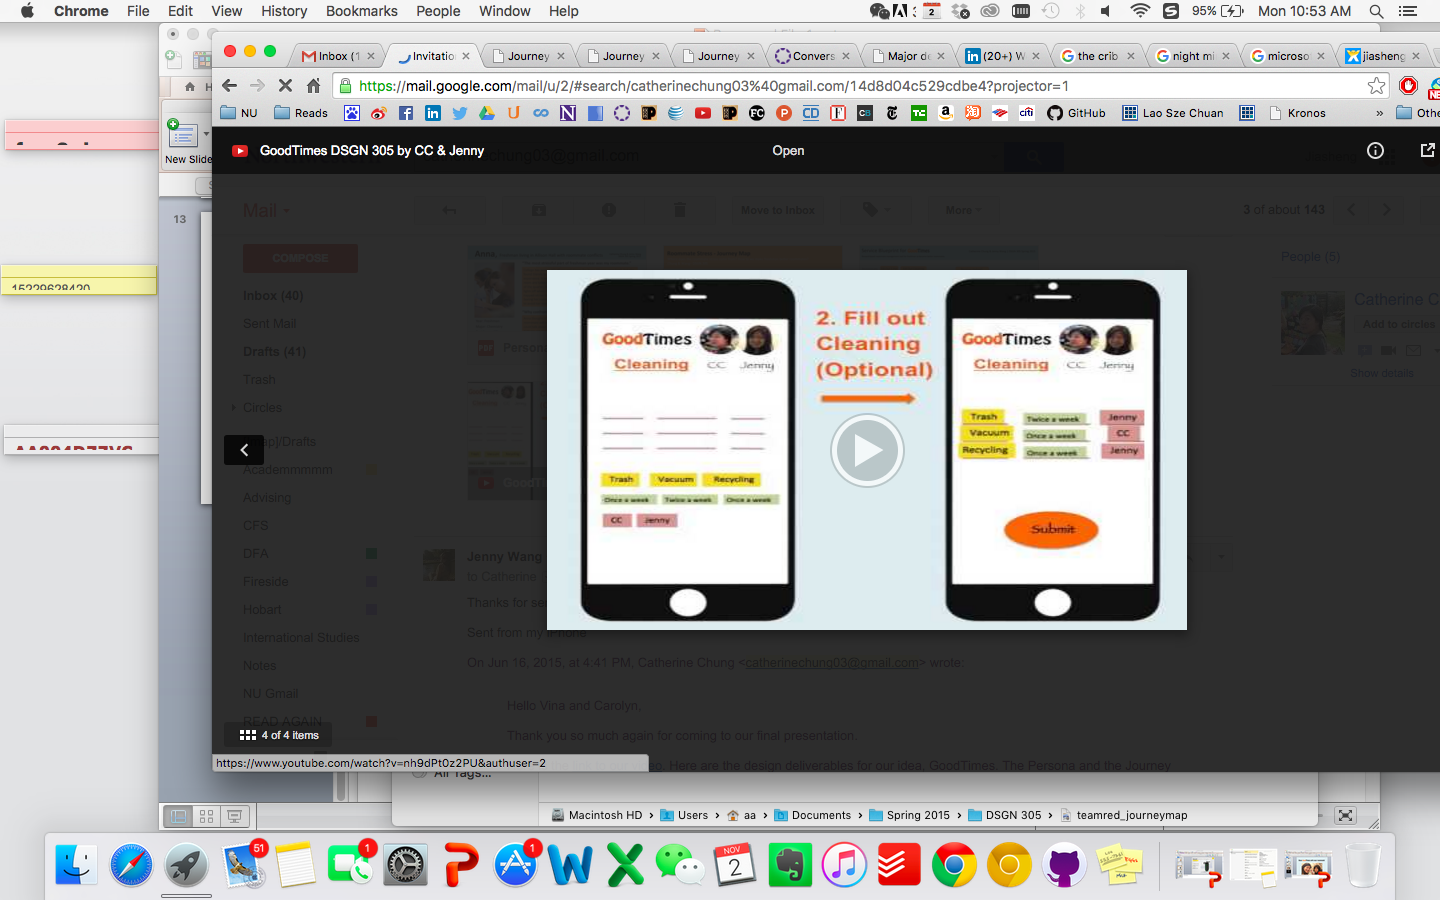 Chrome File Edit View History Bookmarks People Window Help
95% Mon 10:53 AM
Inbox (1
Invitatio
Journey
Journey
Journey
Convers
Major de
(20+) W
the crib
night mi
microso
jiasheng
https://mail.google.com/mail/u/2/#search/catherinechung03%40gmail.com/14d8d04c529cdbe4?projector=1
NU Reads GitHub Lao Sze Chuan Kronos » Othe
New Slide
GoodTimes DSGN 305 by CC & Jenny
Open
13
Mail
Move to Inbox
More
3 of about 143
COMPOSE
People (5)
Inbox (40)
Sent Mail
Drafts (41)
Trash
Circles
Academmmmm
Advising
CFS
DFA
Fireside
Hobart
International Studies
Notes
NU Gmail
READ AGAIN
Catherine C
Add to circles
Show details
15229628420
GoodTimes
Cleaning CC Jenny
Trash Vacuum Recycling
Once a week Twice a week Once a week
CC Jenny
2. Fill out
Cleaning
(Optional)
GoodTimes
Cleaning CC Jenny
Trash Twice a week Jenny
Vacuum Once a week CC
Recycling Once a week Jenny
Submit
Jenny Wang
to Catherine
Thanks for se
Sent from my iPhone
On Jun 16, 2015, at 4:41 PM, Catherine Chung <catherinechung03@gmail.com> wrote:
Hello Vina and Carolyn,
Thank you so much again for coming to our final presentation.
Here are the design deliverables for our idea, GoodTimes. The Persona and the Journey
4 of 4 items
https://www.youtube.com/watch?v=nh9dPt0z2PU&authuser=2
All Tags...
Macintosh HD › Users › aa › Documents › Spring 2015 › DSGN 305 › teamred_journeymap
51
1
1
NOV
2